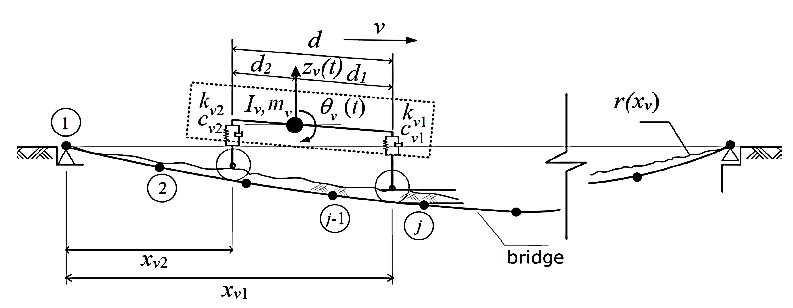 d
v
d2
zv(t)
d1
kv2
cv2
Iv, mv
θv (t)
kv1
cv1
r(xv)
1
2
j-1
j
bridge
xv2
xv1